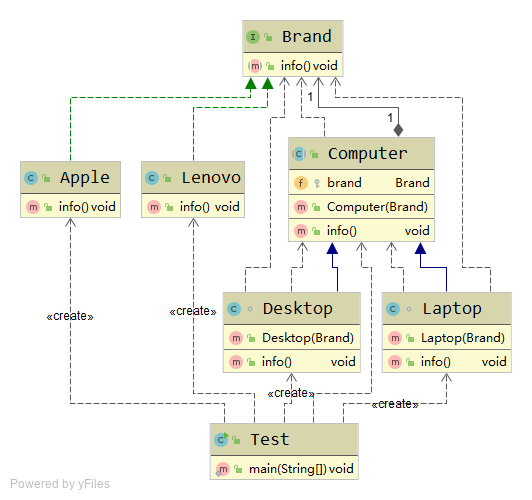 I Brand
m info() void
1
1
C Computer
f brand Brand
m Computer(Brand)
m info() void
C Apple
m info() void
C Lenovo
m info() void
C Desktop
m Desktop(Brand)
m info() void
C Laptop
m Laptop(Brand)
m info() void
«create»
«create»
«create»
«create»
C Test
m main(String[]) void
Powered by yFiles